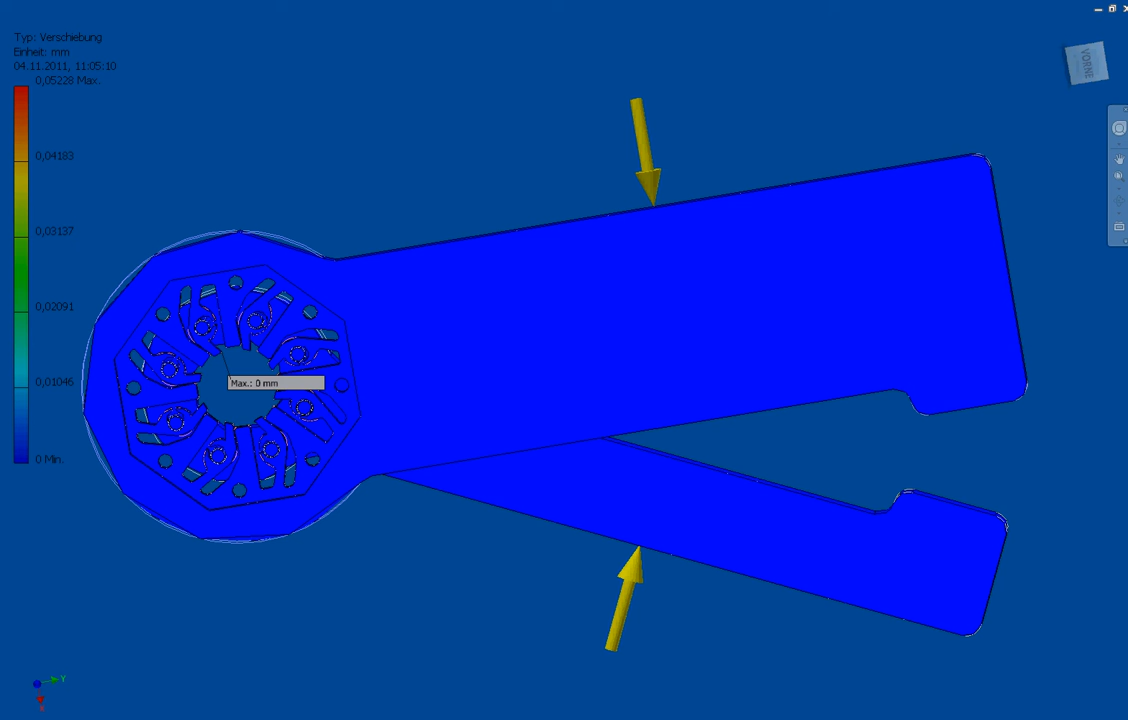 Typ: Verschiebung
Einheit: mm
04.11.2011, 11:05:10
0,05228 Max.
0,04183
0,03137
0,02091
0,01046
0 Min.
Max.: 0 mm
VORNE
Y
X